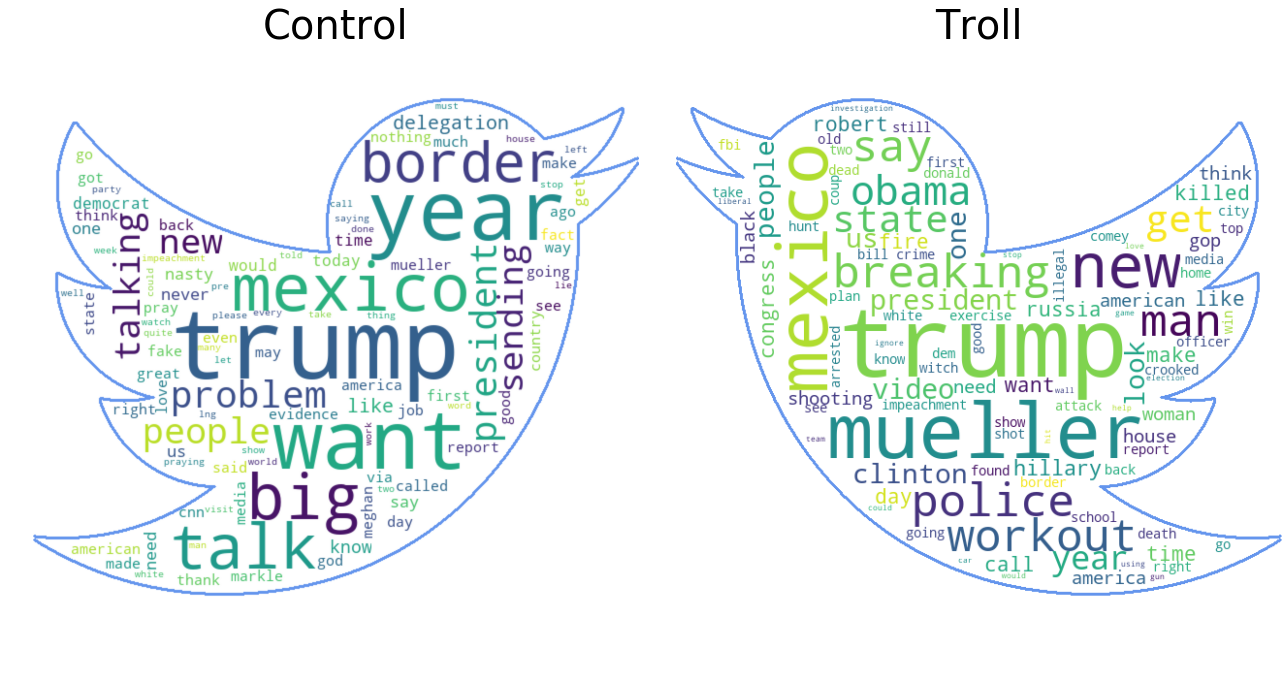 Control
must
delegation
nothing much house
border left
make
stop
year get
call
saying
done
ago
time
fact
way
go
got
party
democrat
think
one
back
new
week
talking
impeachment
could
told today
would
mueller
nasty
president
sending
going
lie
well
state
never pre
mexico
see
country
pray
watch
quite
please every take thing
trump
fake
even
many
let
may
great
love
problem
america
first
word
good
right
lng
evidence like job
people
want
work
report
us
show
praying
said world
via
two
called
big
media
meghan
say
cnn visit
day
talk
know
god
american
made
need
man
white
thank markle
Troll
investigation
robert still
fbi
old
two
say
people
mexico
dead
first
donald
think
killed
take
liberal
coup
obama
get
city
top
black
hunt
state
one
comey
love
gop
us fire
bill crime
stop
media
home
congress
breaking
illegal
new
plan
president
white exercise
russia
american like
game
man
win
officer
trump
good
arrested
ignore
know
dem
witch
look
make
crooked
election
video need want wall
shooting
see
impeachment
attack help
woman
team
mueller
show
shot
hit
house
report
clinton found hillary back
border
day
could
police
school
going
workout
death
year
time
go
car
call
would
using
right
america gun